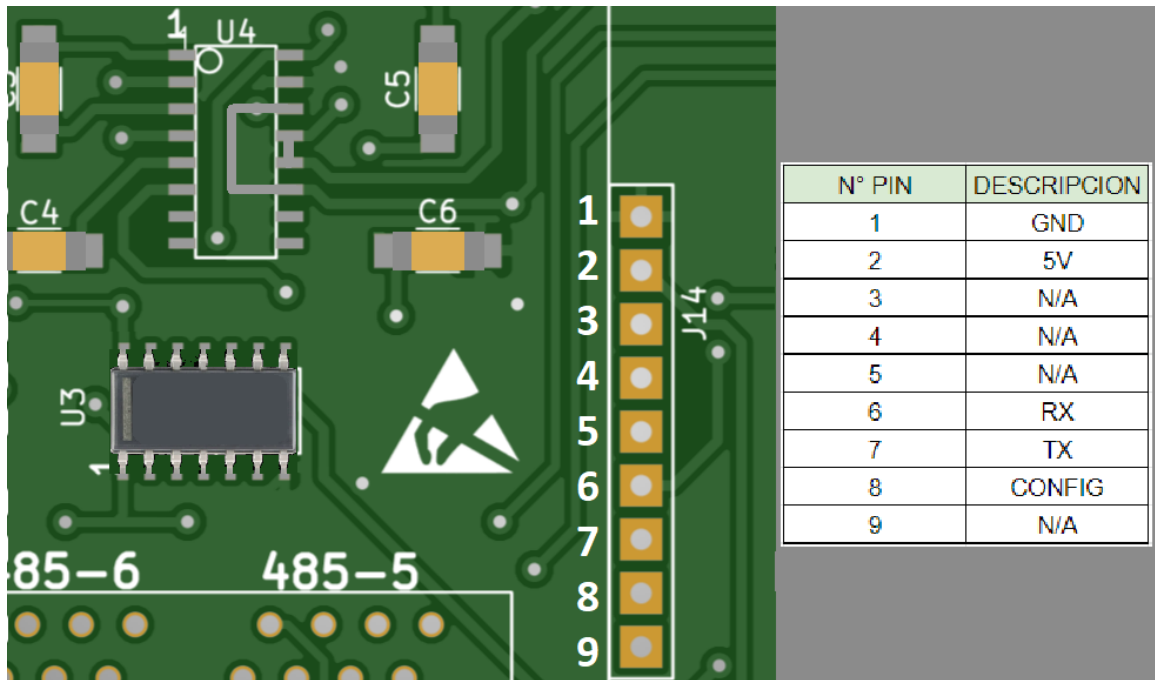 1
U4
C5
C4
C6
U3
1
J14
1
2
3
4
5
6
7
8
9
85-6
485-5
N° PIN DESCRIPCION
1 GND
2 5V
3 N/A
4 N/A
5 N/A
6 RX
7 TX
8 CONFIG
9 N/A